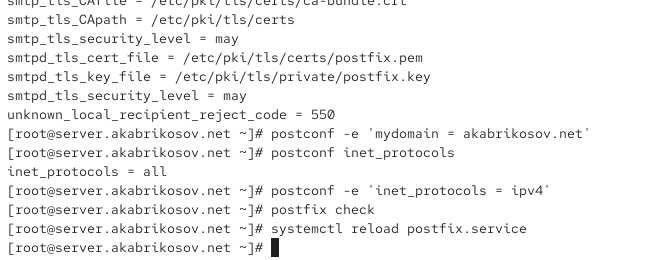 smtp_tls_CAfile = /etc/pki/tls/certs/ca-bundle.crt
smtp_tls_CApath = /etc/pki/tls/certs
smtp_tls_security_level = may
smtpd_tls_cert_file = /etc/pki/tls/certs/postfix.pem
smtpd_tls_key_file = /etc/pki/tls/private/postfix.key
smtpd_tls_security_level = may
unknown_local_recipient_reject_code = 550
[root@server.akabrikosov.net ~]# postconf -e 'mydomain = akabrikosov.net'
[root@server.akabrikosov.net ~]# postconf inet_protocols
inet_protocols = all
[root@server.akabrikosov.net ~]# postconf -e 'inet_protocols = ipv4'
[root@server.akabrikosov.net ~]# postfix check
[root@server.akabrikosov.net ~]# systemctl reload postfix.service
[root@server.akabrikosov.net ~]#